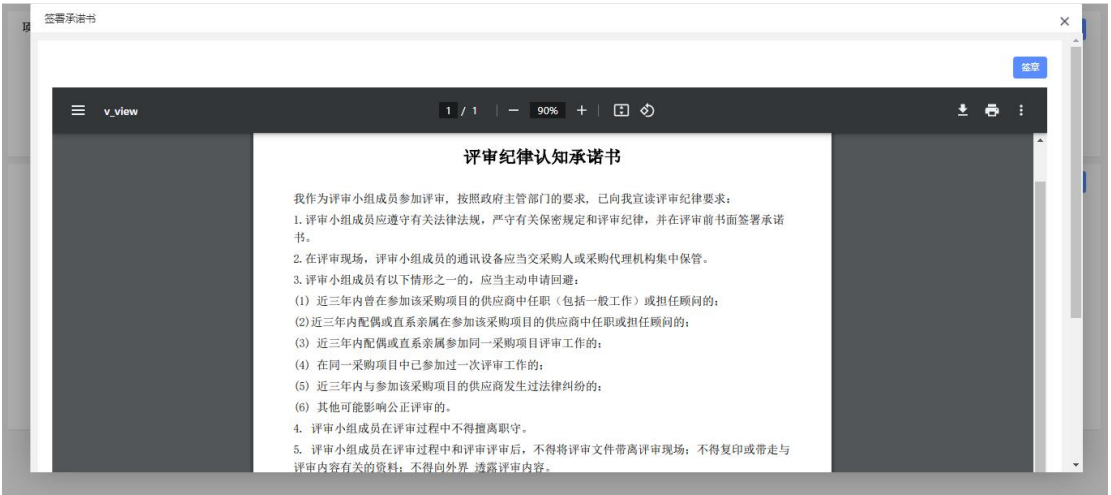 签署承诺书
签章
v_view
1 / 1
90%
评审纪律认知承诺书
我作为评审小组成员参加评审, 按照政府主管部门的要求, 已向我宣读评审纪律要求:
1.评审小组成员应遵守有关法律法规，严守有关保密规定和评审纪律，并在评审前书面签署承诺
书。
2.在评审现场，评审小组成员的通讯设备应当交采购人或采购代理机构集中保管。
3.评审小组成员有以下情形之一的，应当主动申请回避:
(1) 近三年内曾在参加该采购项目的供应商中任职（包括一般工作）或担任顾问的;
(2)近三年内配偶或直系亲属在参加该采购项目的供应商中任职或担任顾问的;
(3) 近三年内配偶或直系亲属参加同一采购项目评审工作的;
(4) 在同一采购项目中已参加过一次评审工作的;
(5) 近三年内与参加该采购项目的供应商发生过法律纠纷的;
(6) 其他可能影响公正评审的。
4. 评审小组成员在评审过程中不得擅离职守。
5. 评审小组成员在评审过程中和评审评审后，不得将评审文件带离评审现场; 不得复印或带走与
评审内容有关的资料; 不得向外界 透露评审内容。